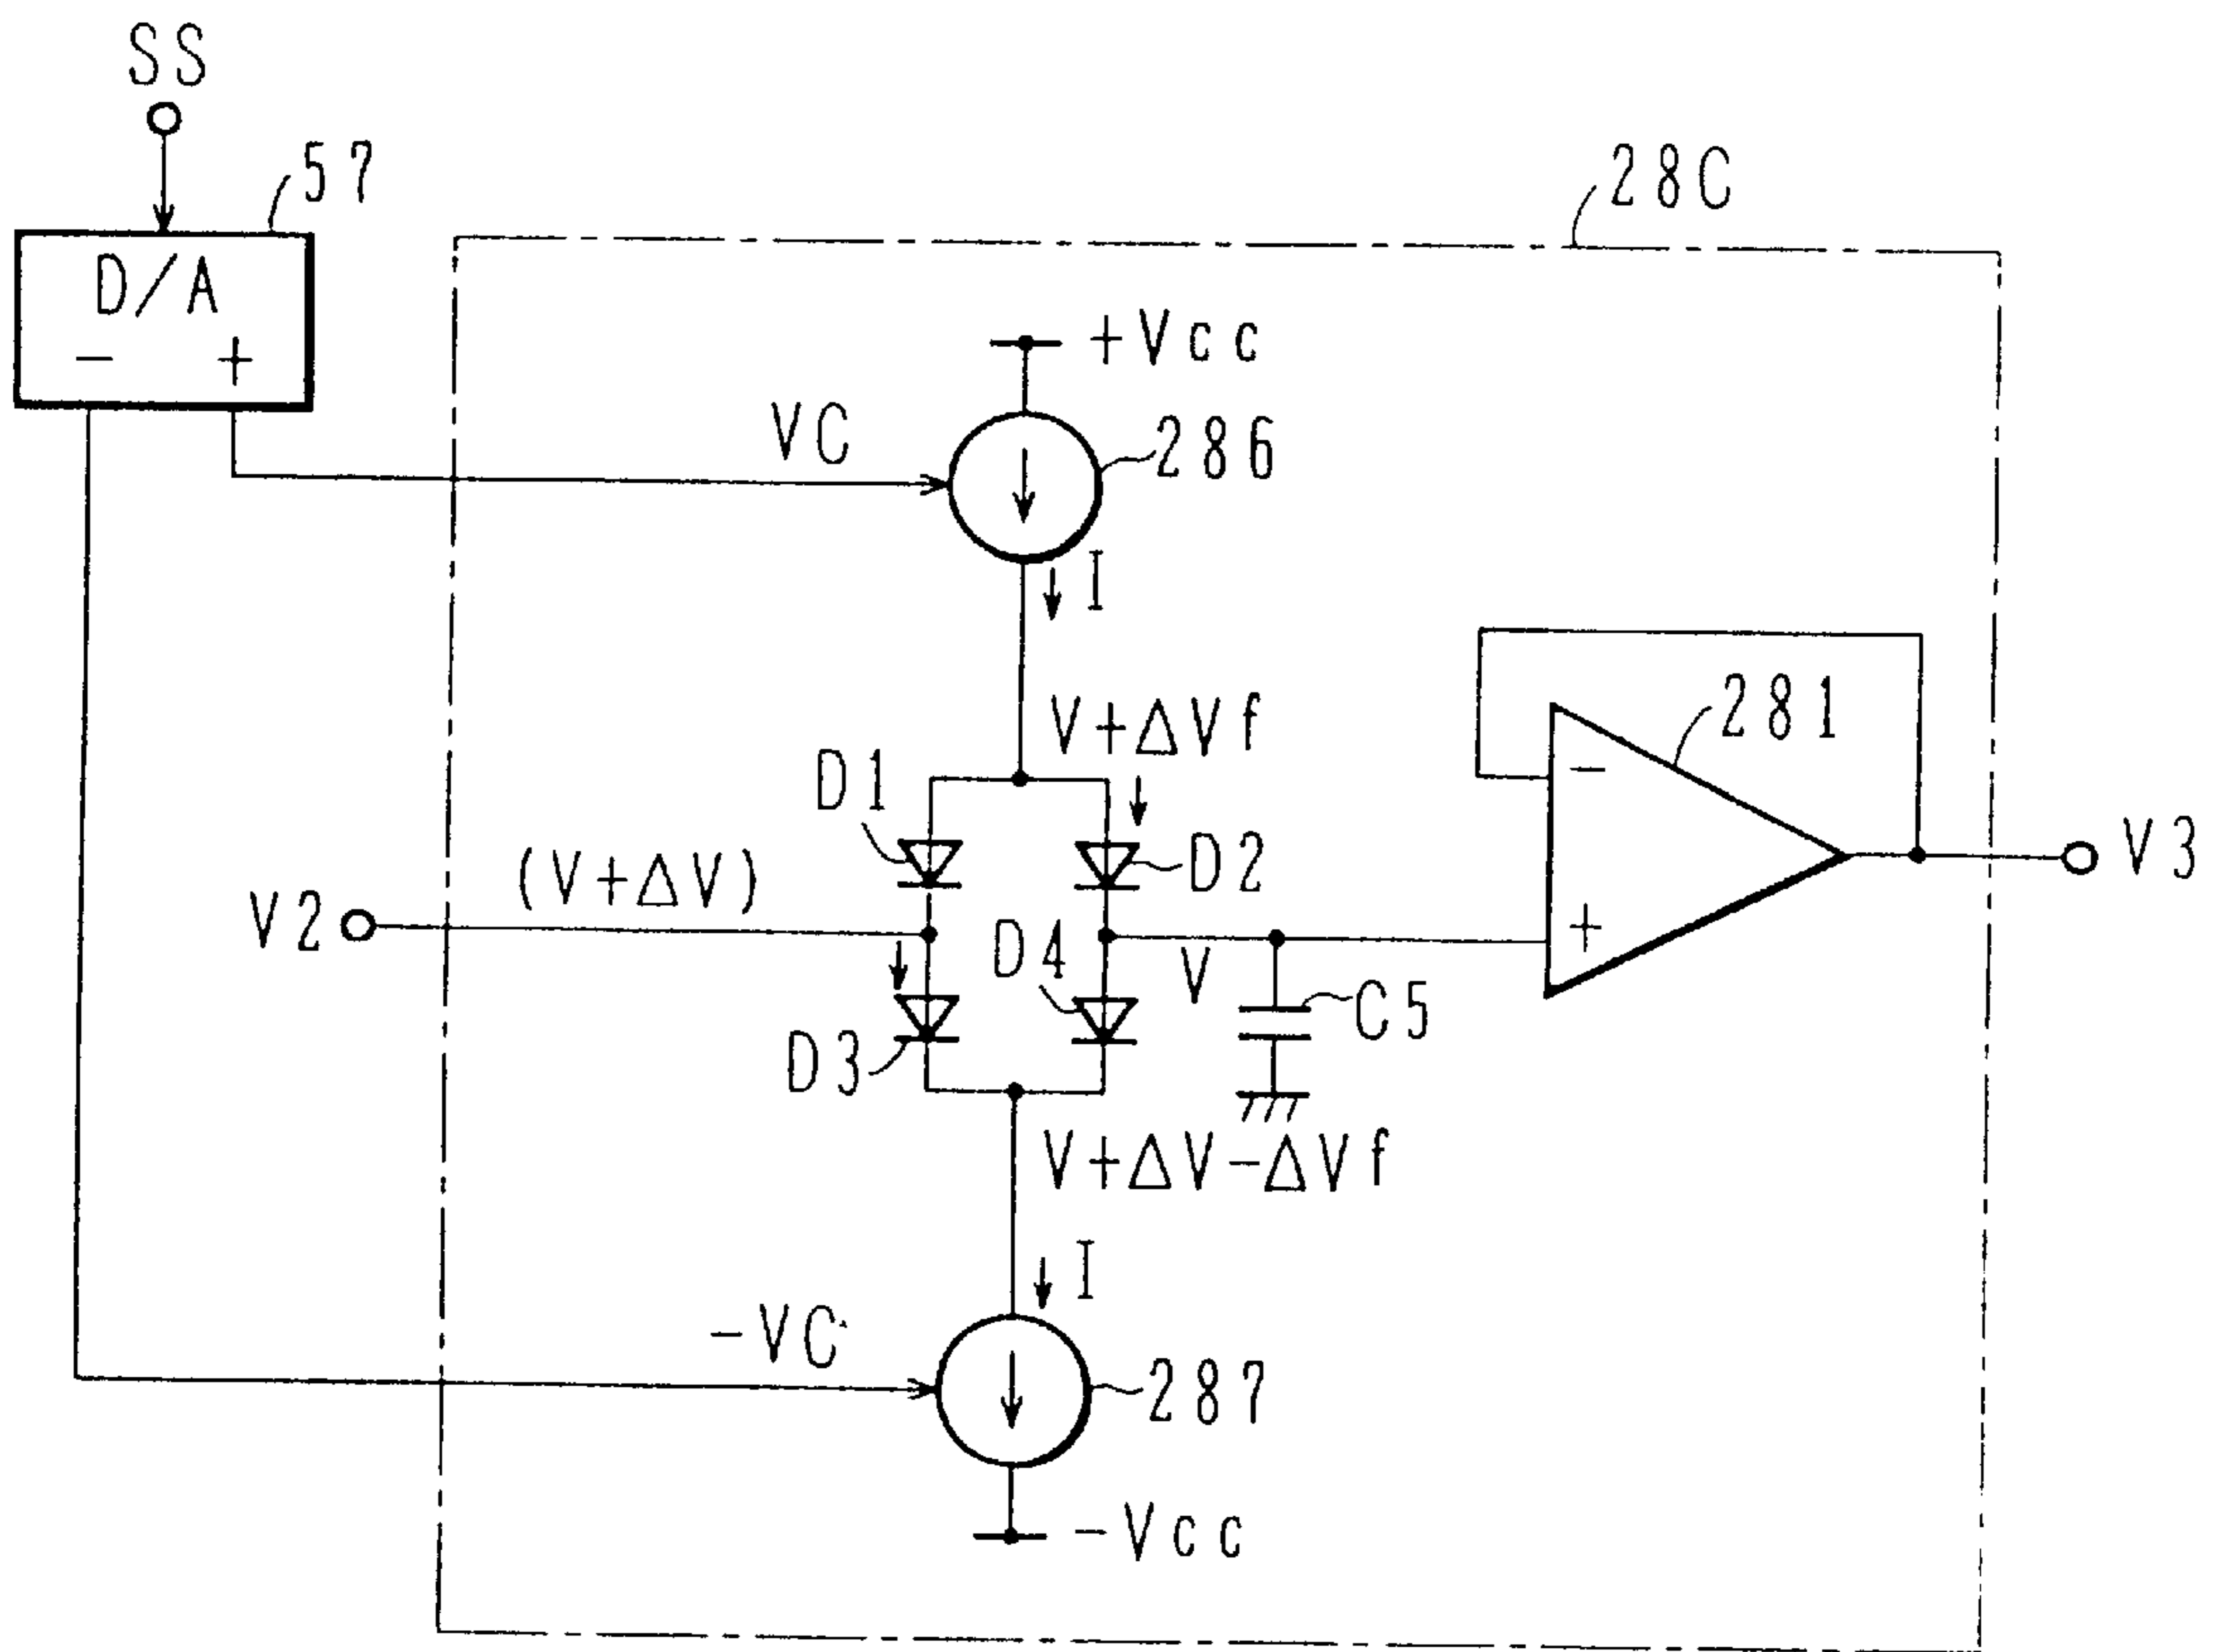 SS
57
D/A
- +
28C
+Vcc
VC
286
I
V+ΔVf
D1
D2
281
-
+
(V+ΔV)
V2
V3
D4
V
C5
D3
V+ΔV-ΔVf
I
-VC
287
-Vcc